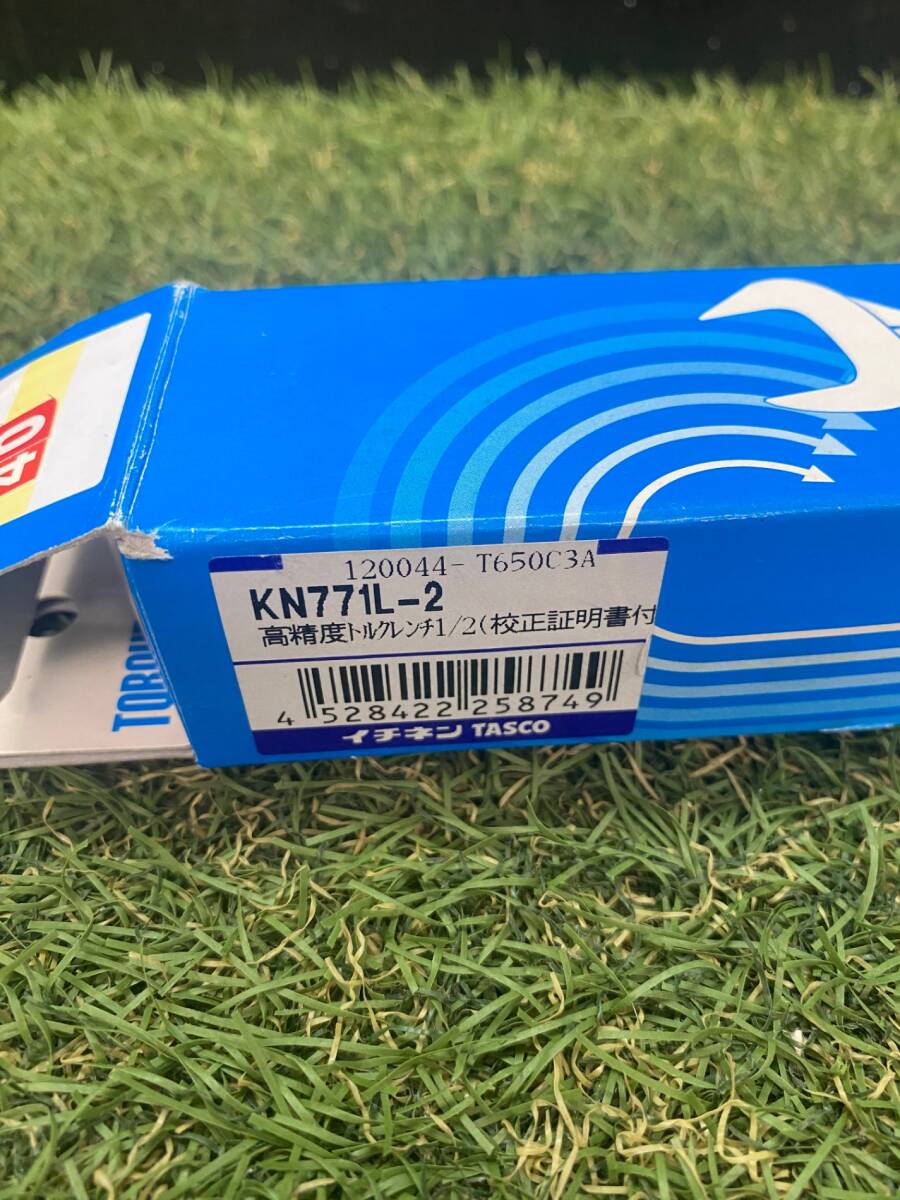 40
120044-T650C3A
KN771L-2
高精度トルクレンチ1/2(校正証明書付
4 528422 258749
イチネン TASCO